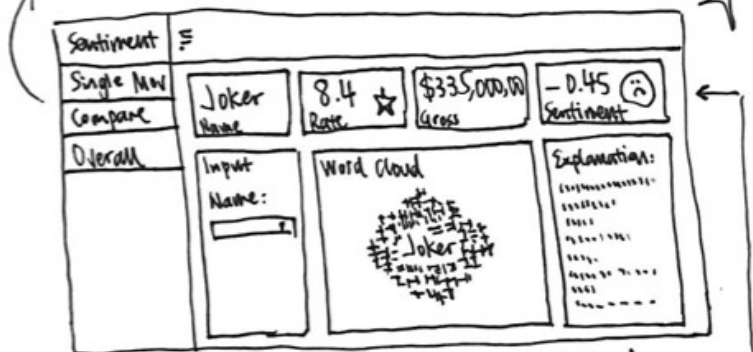 Sentiment
Single Mov
Compare
Overall
Joker
Name
8.4
Rate
$335,000,00
Gross
-0.45
Sentiment
Input
Name:
Word Cloud
Joker
Explanation: